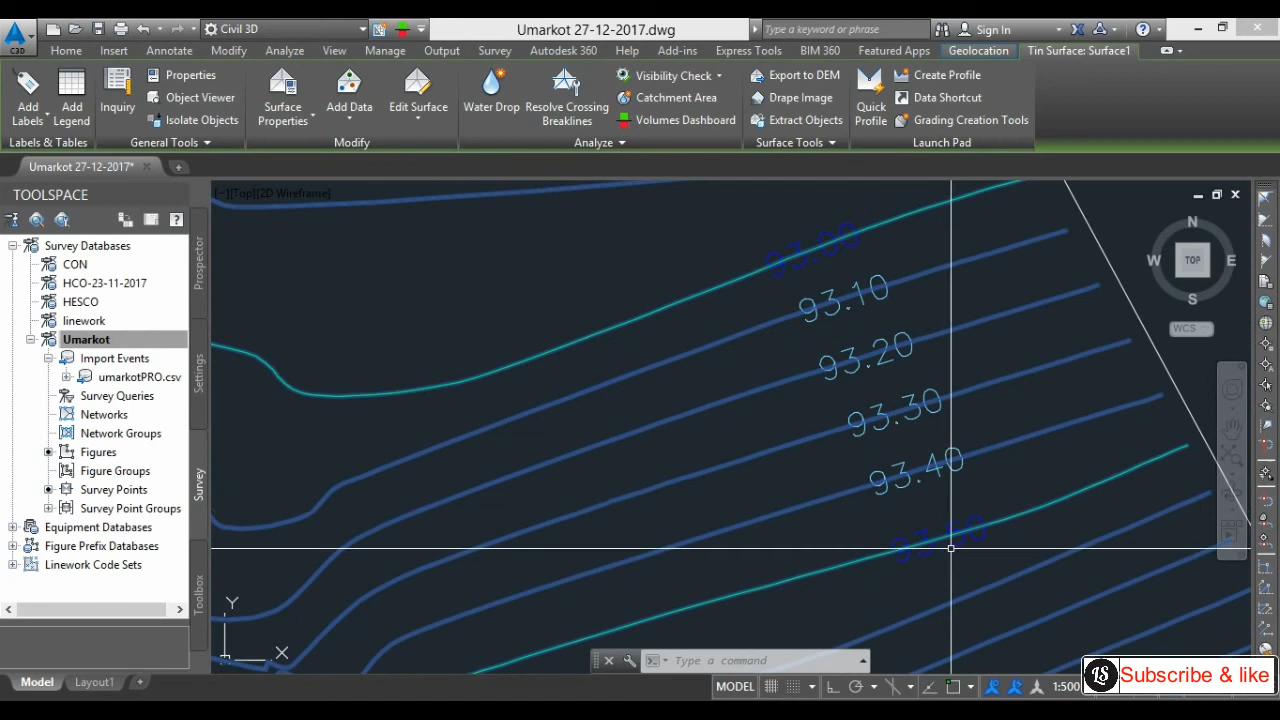 Civil 3D
Umarkot 27-12-2017.dwg
Type a keyword or phrase
Sign In
C3D
Home Insert Annotate Modify Analyze View Manage Output Survey Autodesk 360 Help Add-ins Express Tools BIM 360 Featured Apps Geolocation Tin Surface: Surface1
Add Labels
Add Legend
Labels & Tables
Inquiry
Properties
Object Viewer
Isolate Objects
General Tools
Surface Properties
Add Data
Edit Surface
Modify
Water Drop
Resolve Crossing Breaklines
Visibility Check
Catchment Area
Volumes Dashboard
Analyze
Export to DEM
Drape Image
Extract Objects
Surface Tools
Quick Profile
Create Profile
Data Shortcut
Grading Creation Tools
Launch Pad
Umarkot 27-12-2017*
TOOLSPACE
Survey Databases
CON
HCO-23-11-2017
HESCO
linework
Umarkot
Import Events
umarkotPRO.csv
Survey Queries
Networks
Network Groups
Figures
Figure Groups
Survey Points
Survey Point Groups
Equipment Databases
Figure Prefix Databases
Linework Code Sets
Prospector
Settings
Survey
Toolbox
[−][Top][2D Wireframe]
93.00
93.10
93.20
93.30
93.40
93.50
N
W TOP E
S
WCS
Y
X
Type a command
Model Layout1
MODEL
1:500
LS
Subscribe & like